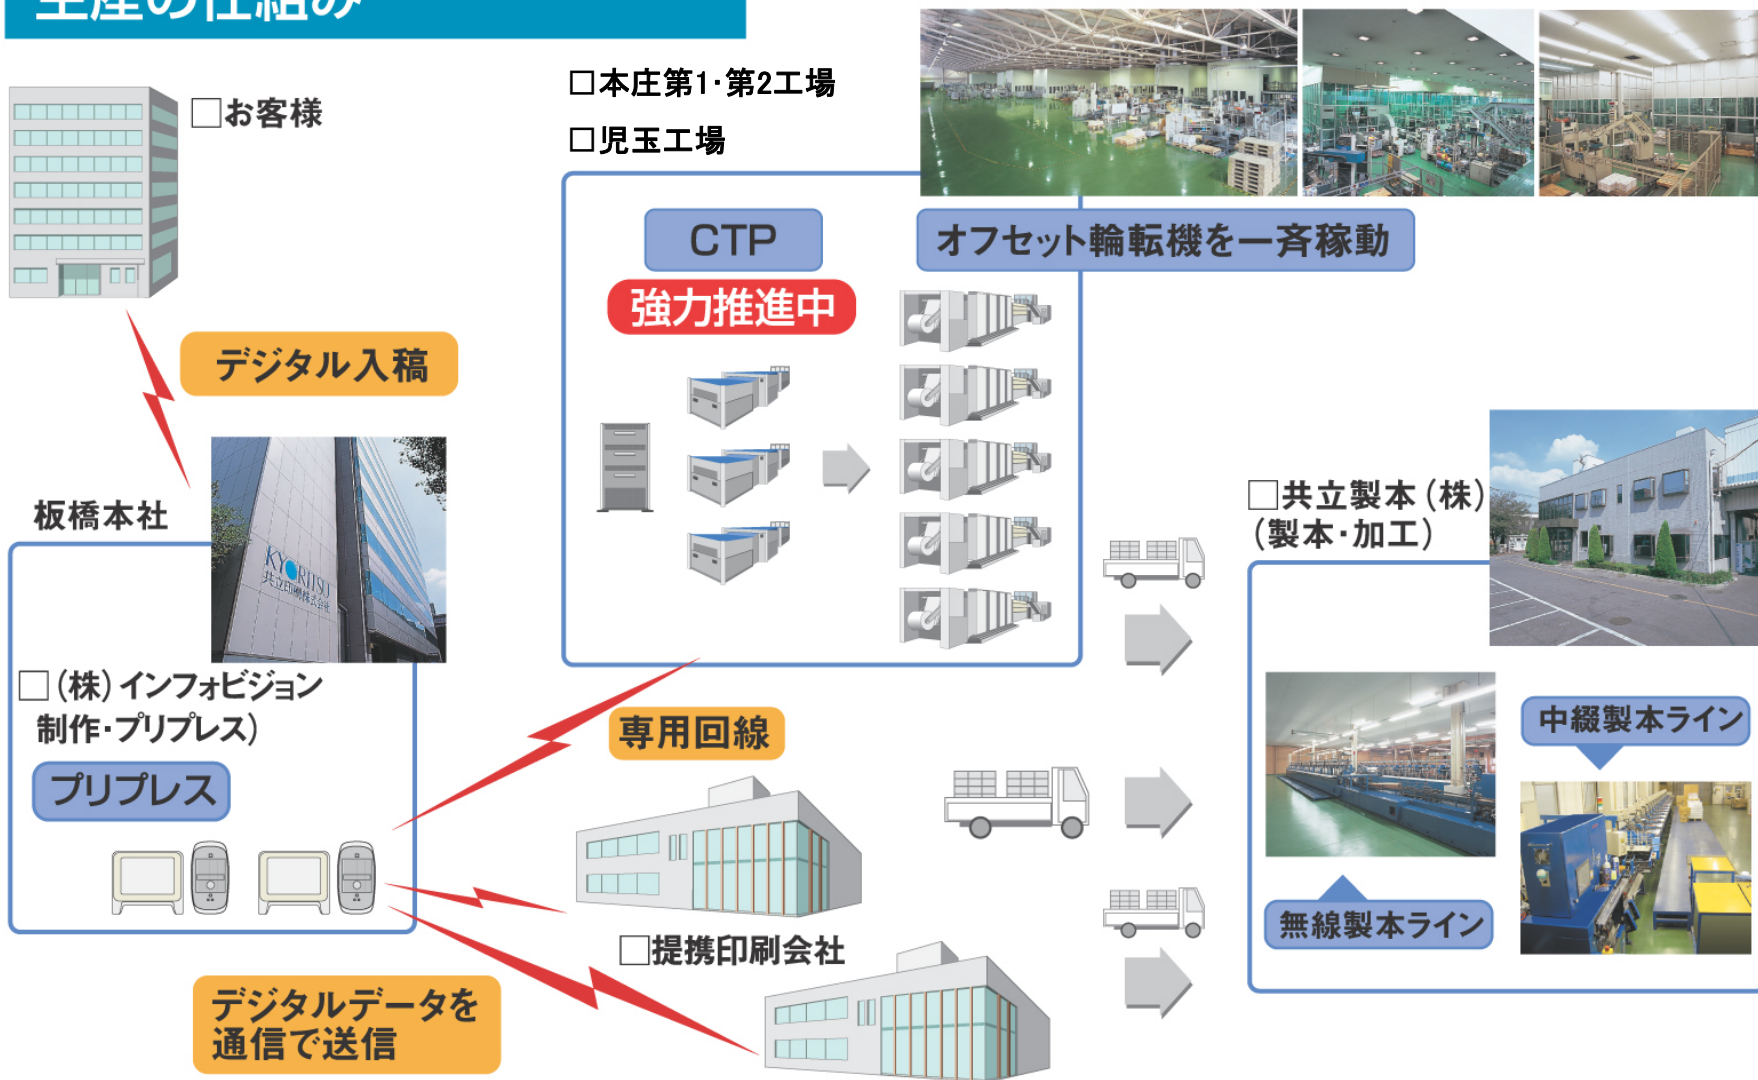 生産の仕組み
□お客様
□本庄第1・第2工場
□児玉工場
CTP
オフセット輪転機を一斉稼動
強力推進中
デジタル入稿
板橋本社
KYORITSU
共立印刷株式会社
□(株)インフォビジョン
制作・プリプレス)
プリプレス
専用回線
□提携印刷会社
デジタルデータを
通信で送信
□共立製本(株)
(製本・加工)
中綴製本ライン
無線製本ライン